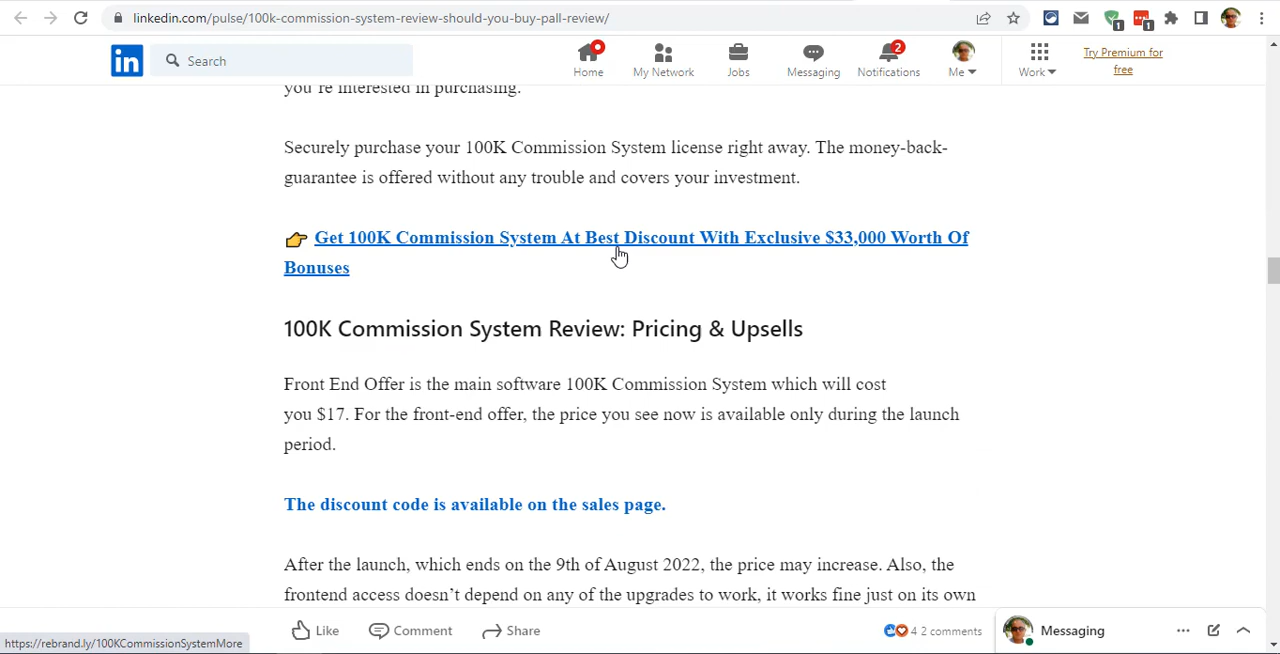 linkedin.com/pulse/100k-commission-system-review-should-you-buy-pall-review/
1
1
in
Search
Home
My Network
Jobs
Messaging
2
Notifications
Me
Work
Try Premium for
free
you're interested in purchasing.
Securely purchase your 100K Commission System license right away. The money-back-
guarantee is offered without any trouble and covers your investment.
Get 100K Commission System At Best Discount With Exclusive $33,000 Worth Of
Bonuses
100K Commission System Review: Pricing & Upsells
Front End Offer is the main software 100K Commission System which will cost
you $17. For the front-end offer, the price you see now is available only during the launch
period.
The discount code is available on the sales page.
After the launch, which ends on the 9th of August 2022, the price may increase. Also, the
frontend access doesn't depend on any of the upgrades to work, it works fine just on its own
Like
Comment
Share
4 2 comments
Messaging
https://rebrand.ly/100KCommissionSystemMore